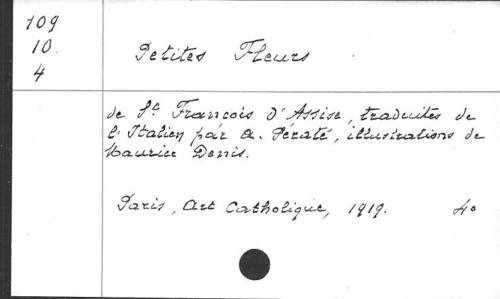 109
10.
4
Petites Fleurs
de St François d'Assise, traduites de
l'Italien par A. Pératé, illustrations de
Maurice Denis.
Paris, Art Catholique, 1919. 4o